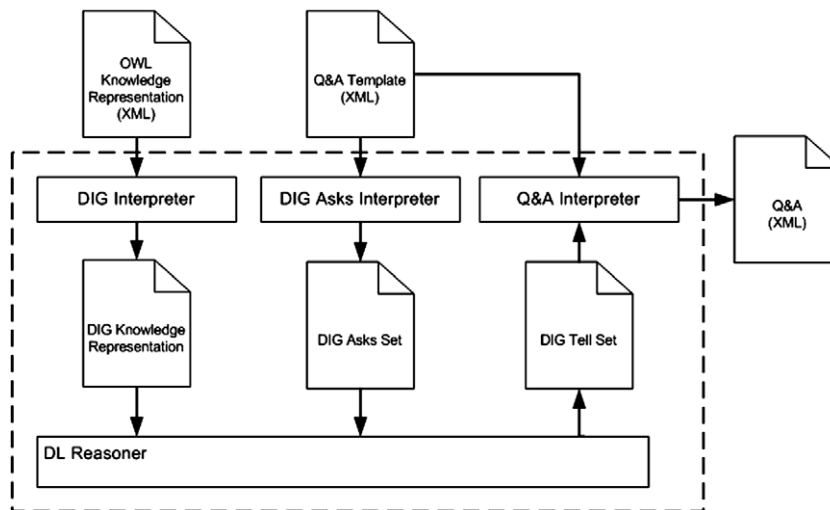 OWL
Knowledge
Representation
(XML)
Q&A Template
(XML)
DIG Interpreter
DIG Asks Interpreter
Q&A Interpreter
Q&A
(XML)
DIG Knowledge
Representation
DIG Asks Set
DIG Tell Set
DL Reasoner